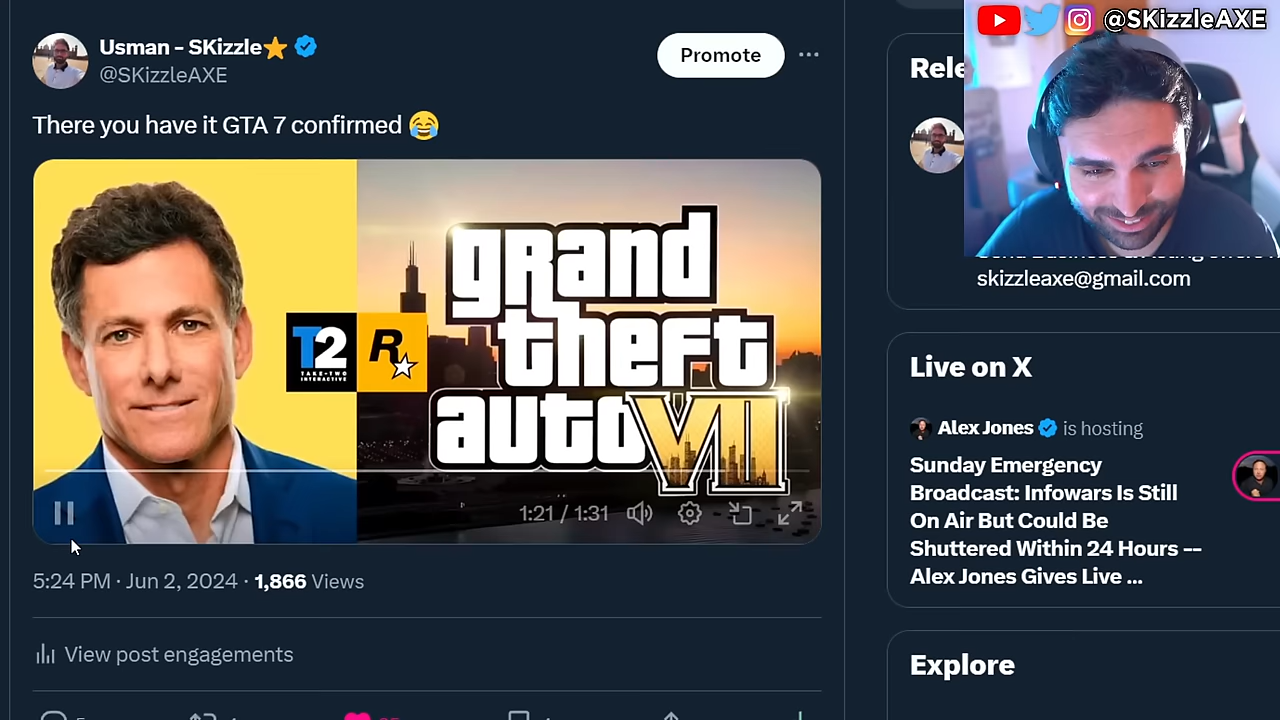 @SKizzleAXE
Usman - SKizzle
@SKizzleAXE
Promote
There you have it GTA 7 confirmed
grand
theft
auto VII
T2
TAKE-TWO
INTERACTIVE
R
1:21 / 1:31
5:24 PM · Jun 2, 2024 · 1,866 Views
View post engagements
Rele
skizzleaxe@gmail.com
Live on X
Alex Jones is hosting
Sunday Emergency
Broadcast: Infowars Is Still
On Air But Could Be
Shuttered Within 24 Hours --
Alex Jones Gives Live ...
Explore